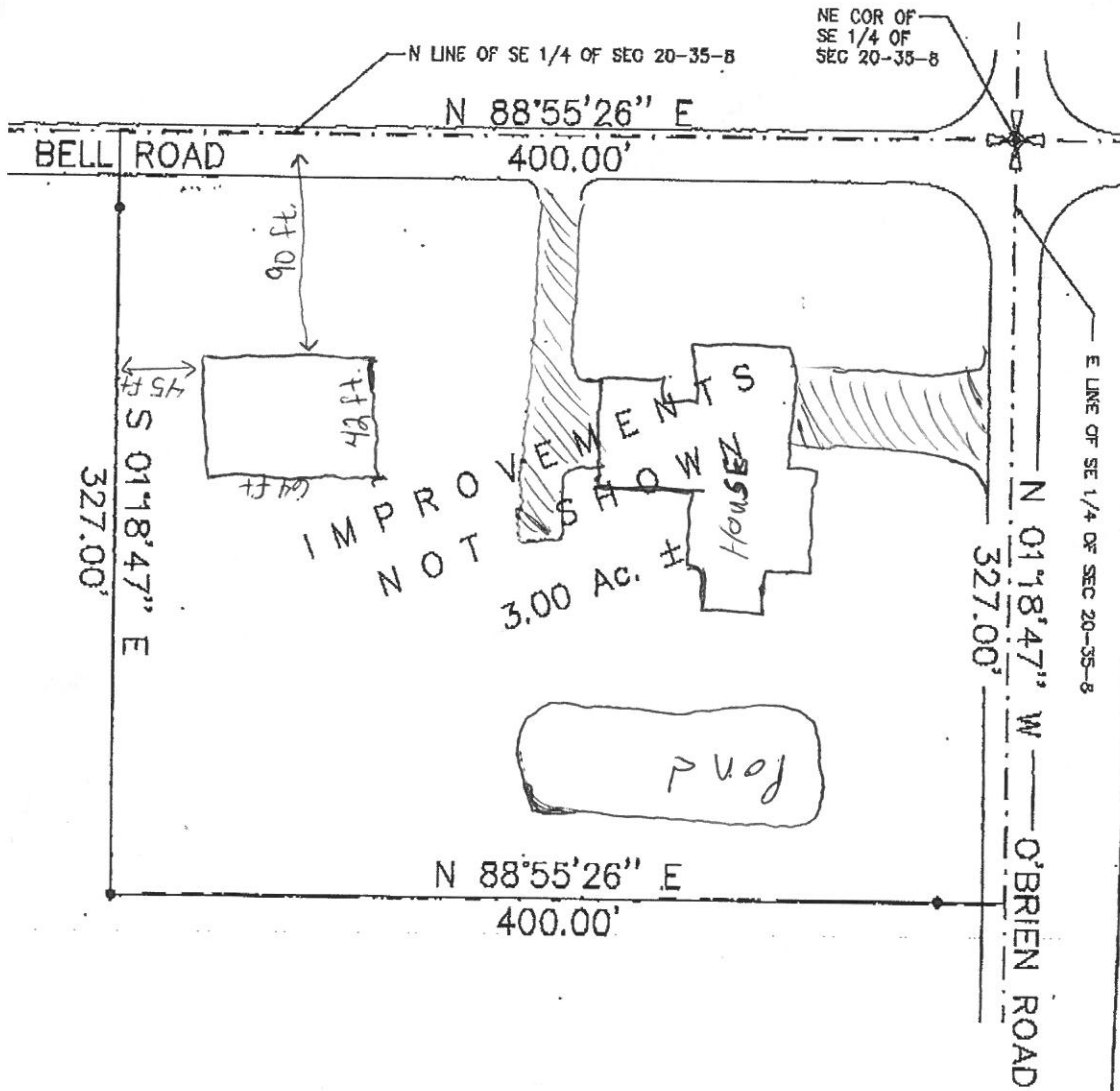 NE COR OF
SE 1/4 OF
SEC 20-35-8
N LINE OF SE 1/4 OF SEC 20-35-8
N 88°55'26" E
400.00'
BELL ROAD
90 ft.
45 ft
42 ft.
64 ft
S 01°18'47" E
327.00'
IMPROVEMENTS
NOT SHOWN
3.00 Ac. ±
HOUSE
E LINE OF SE 1/4 OF SEC 20-35-8
N 01°18'47" W
327.00'
O'BRIEN ROAD
Pond
N 88°55'26" E
400.00'